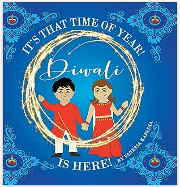 IT'S THAT TIME OF YEAR!
Diwali
IS HERE!